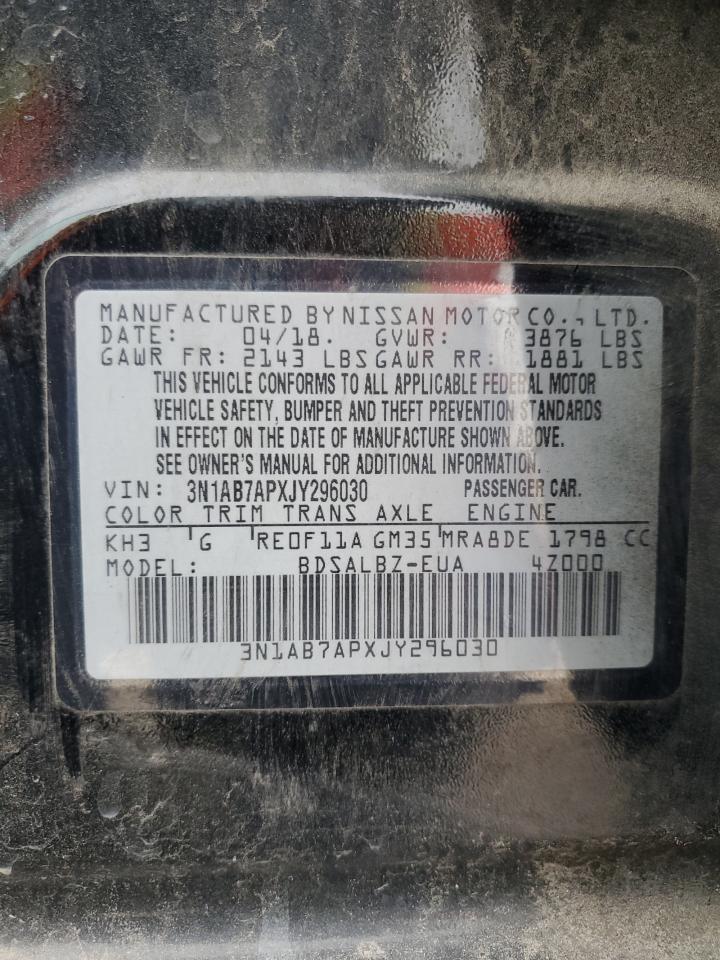 MANUFACTURED BY NISSAN MOTOR CO., LTD.
DATE: 04/18. GVWR: 3876 LBS
GAWR FR: 2143 LBS GAWR RR: 1881 LBS
THIS VEHICLE CONFORMS TO ALL APPLICABLE FEDERAL MOTOR
VEHICLE SAFETY, BUMPER AND THEFT PREVENTION STANDARDS
IN EFFECT ON THE DATE OF MANUFACTURE SHOWN ABOVE.
SEE OWNER'S MANUAL FOR ADDITIONAL INFORMATION.
VIN: 3N1AB7APXJY296030 PASSENGER CAR.
COLOR TRIM TRANS AXLE ENGINE
KH3 G RE0F11A GM35 MRA8DE 1798 CC
MODEL: BDSALBZ-EUA 4Z000
3N1AB7APXJY296030